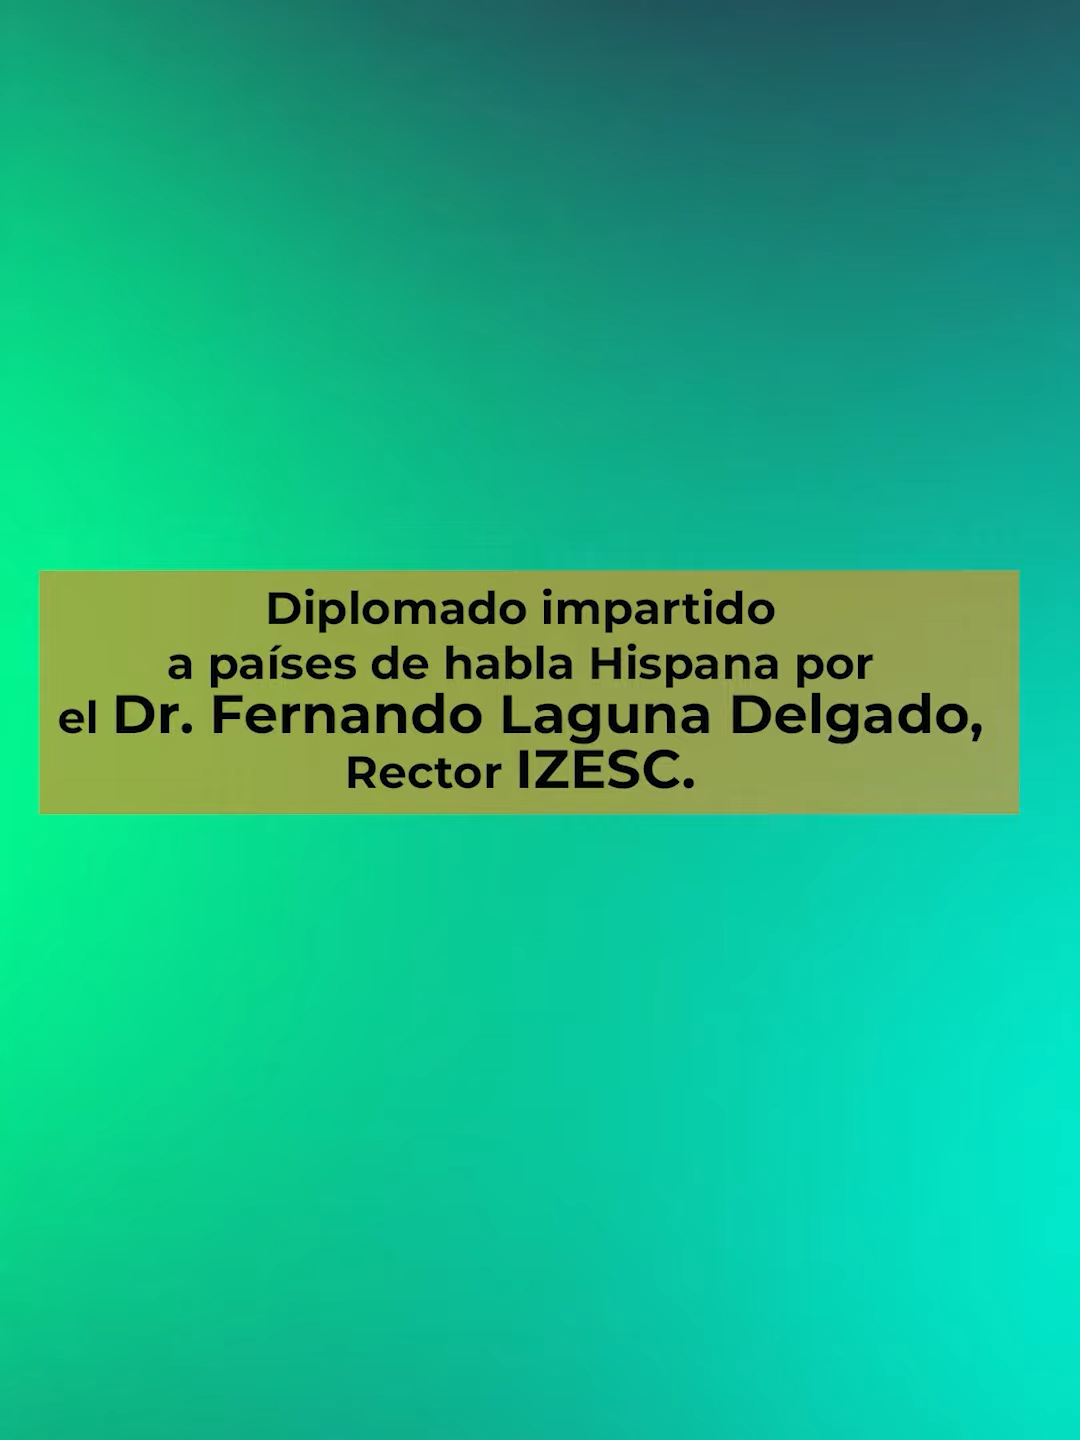 Diplomado impartido
a países de habla Hispana por
el Dr. Fernando Laguna Delgado,
Rector IZESC.